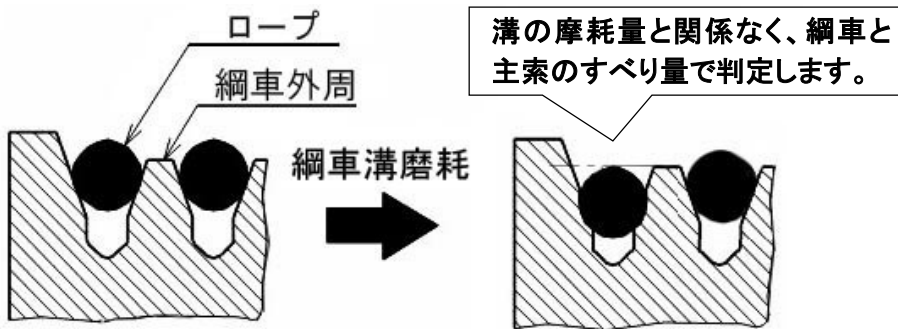 ロープ
綱車外周
綱車溝磨耗
溝の摩耗量と関係なく、綱車と
主索のすべり量で判定します。